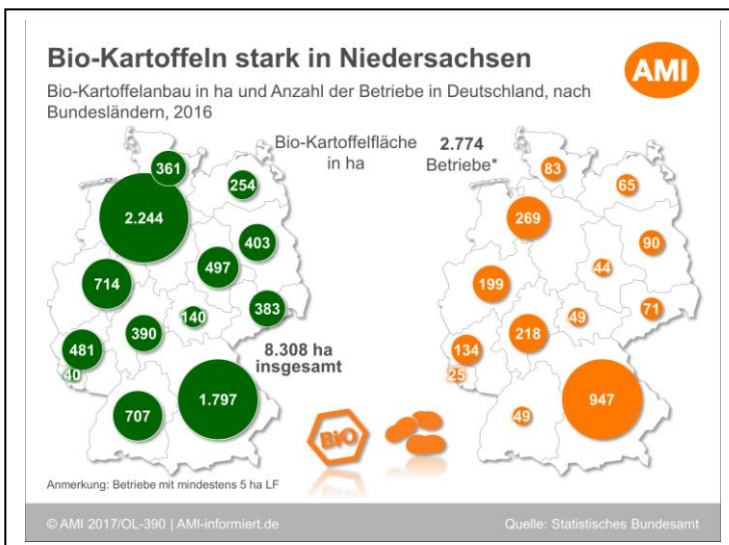 Bio-Kartoffeln stark in Niedersachsen
AMI
Bio-Kartoffelanbau in ha und Anzahl der Betriebe in Deutschland, nach
Bundesländern, 2016
Bio-Kartoffelfläche
in ha
2.774
Betriebe*
361
254
2.244
403
497
714
383
140
390
481
40
707
1.797
8.308 ha
insgesamt
83
65
269
90
44
199
71
49
218
134
25
49
947
BiO
Anmerkung: Betriebe mit mindestens 5 ha LF
© AMI 2017/OL-390 | AMI-informiert.de
Quelle: Statistisches Bundesamt